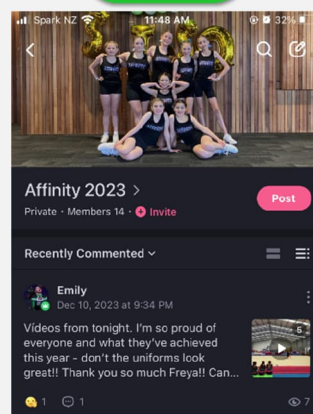 Spark NZ 11:48 AM 32%
Affinity 2023 >
Private · Members 14 · Invite
Post
Recently Commented
Emily
Dec 10, 2023 at 9:34 PM
Videos from tonight. I'm so proud of
everyone and what they've achieved
this year - don't the uniforms look
great!! Thank you so much Freya!! Can...
5
1 1
7